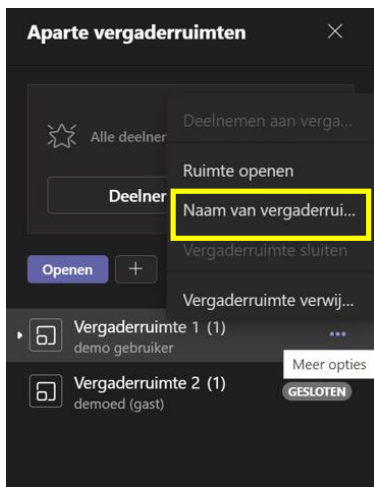 Aparte vergaderruimten
Deelnemen aan verga...
Alle deelner
Ruimte openen
Deelner
Naam van vergaderrui...
Vergaderruimte sluiten
Openen
Vergaderruimte verwij...
Vergaderruimte 1 (1)
demo gebruiker
Meer opties
Vergaderruimte 2 (1)
GESLOTEN
demoed (gast)